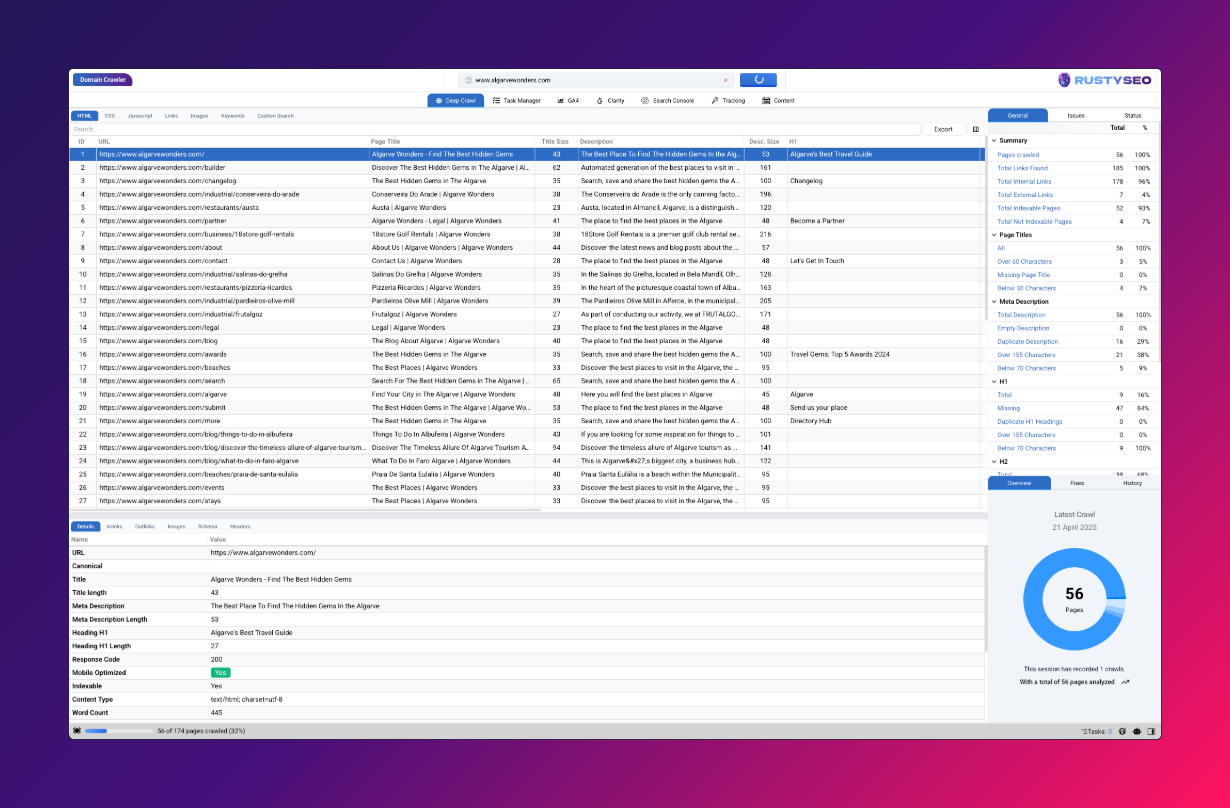 Domain Crawler
www.algarvewonders.com ×
RUSTYSEO
Deep Crawl Task Manager GA4 Clarity Search Console Tracking Content
HTML CSS Javascript Links Images Keywords Custom Search
General Issues Status
Search...
Export
Total %
ID URL Page Title Title Size Description Desc. Size H1
1 https://www.algarvewonders.com/ Algarve Wonders - Find The Best Hidden Gems 43 The Best Place To Find The Hidden Gems In the Alg... 53 Algarve's Best Travel Guide
2 https://www.algarvewonders.com/builder Discover The Best Hidden Gems in The Algarve | Al... 62 Automated generation of the best places to visit in ... 161
3 https://www.algarvewonders.com/changelog The Best Hidden Gems in The Algarve 35 Search, save and share the best hidden gems the A... 100 Changelog
4 https://www.algarvewonders.com/industrial/conserveira-do-arade Conserveira Do Arade | Algarve Wonders 38 The Conserveira do Arade is the only canning facto... 196
5 https://www.algarvewonders.com/restaurants/austa Austa | Algarve Wonders 23 Austa, located in Almancil, Algarve, is a distinguish... 120
6 https://www.algarvewonders.com/partner Algarve Wonders - Legal | Algarve Wonders 41 The place to find the best places in the Algarve 48 Become a Partner
7 https://www.algarvewonders.com/business/18store-golf-rentals 18store Golf Rentals | Algarve Wonders 38 18Store Golf Rentals is a premier golf club rental se... 216
8 https://www.algarvewonders.com/about About Us | Algarve Wonders | Algarve Wonders 44 Discover the latest news and blog posts about the ... 57
9 https://www.algarvewonders.com/contact Contact Us | Algarve Wonders 28 The place to find the best places in the Algarve 48 Let's Get In Touch
10 https://www.algarvewonders.com/industrial/salinas-do-grelha Salinas Do Grelha | Algarve Wonders 35 In the Salinas do Grelha, located in Bela Mandil, Olh... 128
11 https://www.algarvewonders.com/restaurants/pizzeria-ricardos Pizzeria Ricardos | Algarve Wonders 35 In the heart of the picturesque coastal town of Albu... 163
12 https://www.algarvewonders.com/industrial/pardieiros-olive-mill Pardieiros Olive Mill | Algarve Wonders 39 The Pardieiros Olive Mill in Alferce, in the municipal... 205
13 https://www.algarvewonders.com/industrial/frutalgoz Frutalgoz | Algarve Wonders 27 As part of conducting our activity, we at FRUTALGO... 171
14 https://www.algarvewonders.com/legal Legal | Algarve Wonders 23 The place to find the best places in the Algarve 48
15 https://www.algarvewonders.com/blog The Blog About Algarve | Algarve Wonders 40 The place to find the best places in the Algarve 48
16 https://www.algarvewonders.com/awards The Best Hidden Gems in The Algarve 35 Search, save and share the best hidden gems the A... 100 Travel Gems: Top 5 Awards 2024
17 https://www.algarvewonders.com/beaches The Best Places | Algarve Wonders 33 Discover the best places to visit in the Algarve, the ... 95
18 https://www.algarvewonders.com/search Search For The Best Hidden Gems in The Algarve | ... 65 Search, save and share the best hidden gems the A... 100
19 https://www.algarvewonders.com/algarve Find Your City in The Algarve | Algarve Wonders 48 Here you will find the best places in Algarve 45 Algarve
20 https://www.algarvewonders.com/submit The Best Hidden Gems in The Algarve | Algarve Wo... 53 The place to find the best places in the Algarve 48 Send us your place
21 https://www.algarvewonders.com/more The Best Hidden Gems in The Algarve 35 Search, save and share the best hidden gems the A... 100 Directory Hub
22 https://www.algarvewonders.com/blog/things-to-do-in-albufeira Things To Do In Albufeira | Algarve Wonders 43 If you are looking for some inspiration for things to ... 101
23 https://www.algarvewonders.com/blog/discover-the-timeless-allure-of-algarve-tourism... Discover The Timeless Allure Of Algarve Tourism A... 94 Discover the timeless allure of Algarve tourism as ... 141
24 https://www.algarvewonders.com/blog/what-to-do-in-faro-algarve What To Do In Faro Algarve | Algarve Wonders 44 This is Algarve&#x27;s biggest city, a business hub... 122
25 https://www.algarvewonders.com/beaches/praia-de-santa-eulalia Praia De Santa Eulalia | Algarve Wonders 40 Praia Santa Eulália is a beach within the Municipalit... 95
26 https://www.algarvewonders.com/events The Best Places | Algarve Wonders 33 Discover the best places to visit in the Algarve, the ... 95
27 https://www.algarvewonders.com/stays The Best Places | Algarve Wonders 33 Discover the best places to visit in the Algarve, the ... 95
Summary
Pages crawled 56 100%
Total Links Found 185 100%
Total Internal Links 178 96%
Total External Links 7 4%
Total Indexable Pages 52 93%
Total Not Indexable Pages 4 7%
Page Titles
All 56 100%
Over 60 Characters 3 5%
Missing Page Title 0 0%
Below 30 Characters 4 7%
Meta Description
Total Description 56 100%
Empty Description 0 0%
Duplicate Description 16 29%
Over 155 Characters 21 38%
Below 70 Characters 5 9%
H1
Total 9 16%
Missing 47 84%
Duplicate H1 Headings 0 0%
Over 155 Characters 0 0%
Below 70 Characters 9 100%
H2
Total 38 68%
Details Inlinks Outlinks Images Schema Headers
Name Value
URL https://www.algarvewonders.com/
Canonical
Title Algarve Wonders - Find The Best Hidden Gems
Title length 43
Meta Description The Best Place To Find The Hidden Gems In the Algarve
Meta Description Length 53
Heading H1 Algarve's Best Travel Guide
Heading H1 Length 27
Response Code 200
Mobile Optimized Yes
Indexable Yes
Content Type text/html; charset=utf-8
Word Count 445
Overview Fixes History
Latest Crawl
21 April 2025
56
Pages
This session has recorded 1 crawls.
With a total of 56 pages analyzed
56 of 174 pages crawled (32%)
Tasks: 0